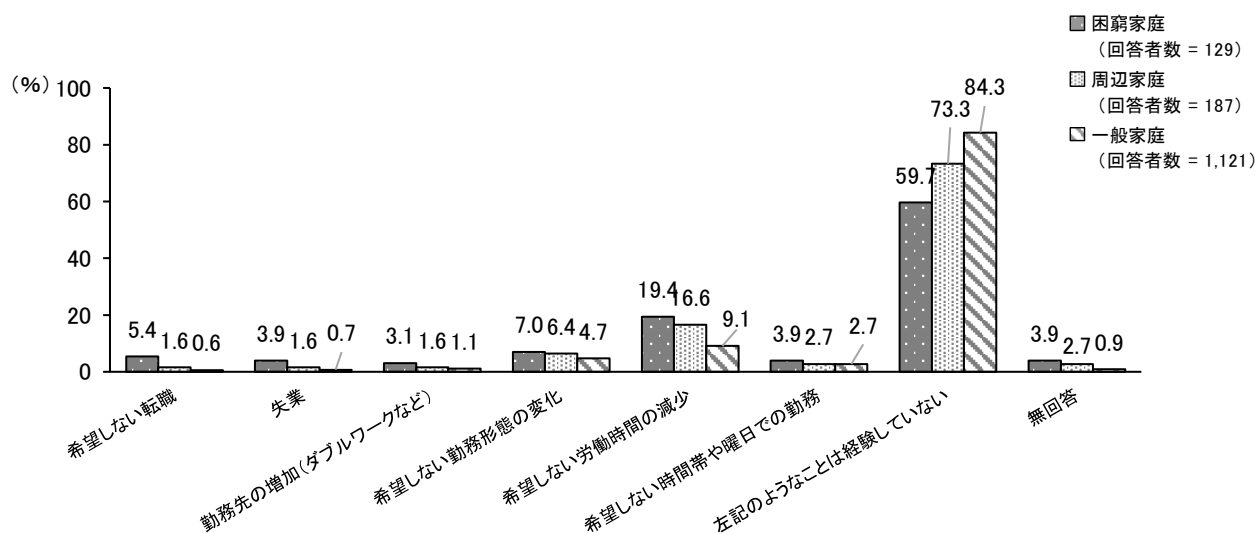 困窮家庭
（回答者数 = 129）
周辺家庭
（回答者数 = 187）
一般家庭
（回答者数 = 1,121）
（%）
100
80
60
40
20
0
5.4 1.6 0.6
3.9 1.6 0.7
3.1 1.6 1.1
7.0 6.4 4.7
19.4 16.6 9.1
3.9 2.7 2.7
59.7 73.3 84.3
3.9 2.7 0.9
希望しない転職
失業
勤務先の増加（ダブルワークなど）
希望しない勤務形態の変化
希望しない労働時間の減少
希望しない時間帯や曜日での勤務
左記のようなことは経験していない
無回答